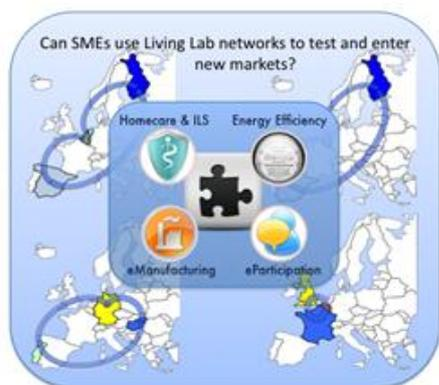 Can SMEs use Living Lab networks to test and enter
new markets?
Homecare & ILS
Energy Efficiency
eManufacturing
eParticipation